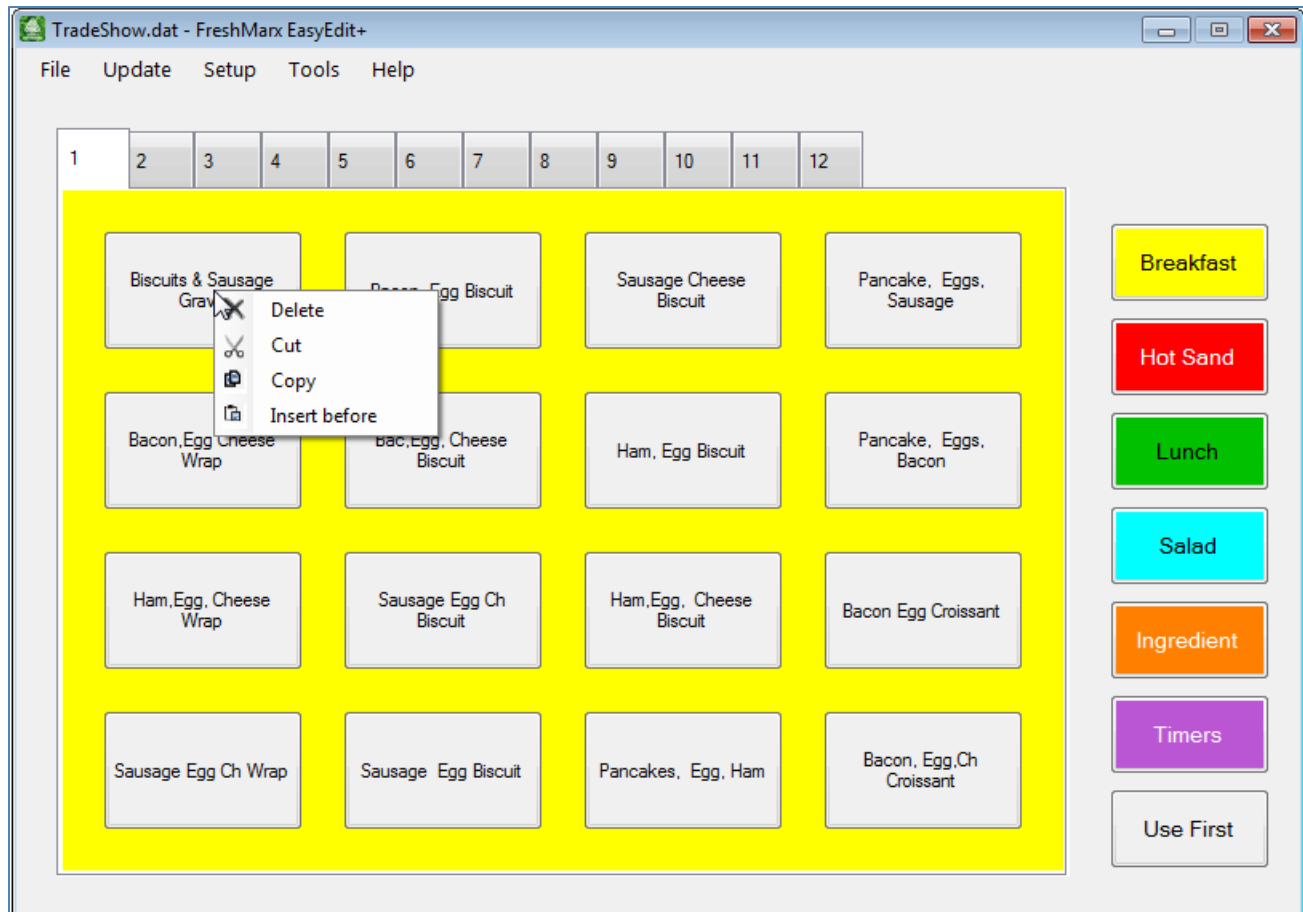 TradeShow.dat - FreshMarx EasyEdit+
File Update Setup Tools Help
1 2 3 4 5 6 7 8 9 10 11 12
Biscuits & Sausage
Grav
Egg Biscuit
Sausage Cheese
Biscuit
Pancake, Eggs,
Sausage
Delete
Cut
Copy
Insert before
Bacon,Egg Cheese
Wrap
Bac,Egg, Cheese
Biscuit
Ham, Egg Biscuit
Pancake, Eggs,
Bacon
Ham,Egg, Cheese
Wrap
Sausage Egg Ch
Biscuit
Ham,Egg, Cheese
Biscuit
Bacon Egg Croissant
Sausage Egg Ch Wrap
Sausage Egg Biscuit
Pancakes, Egg, Ham
Bacon, Egg,Ch
Croissant
Breakfast
Hot Sand
Lunch
Salad
Ingredient
Timers
Use First